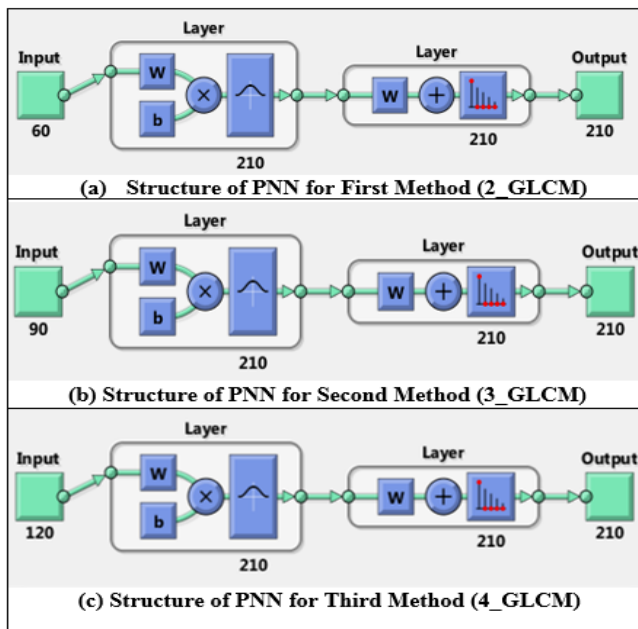 Layer
Input
Layer
Output
W
b
W
60
210
210
210
(a) Structure of PNN for First Method (2_GLCM)
Layer
Input
Layer
Output
W
b
W
90
210
210
210
(b) Structure of PNN for Second Method (3_GLCM)
Layer
Input
Layer
Output
W
b
W
120
210
210
210
(c) Structure of PNN for Third Method (4_GLCM)